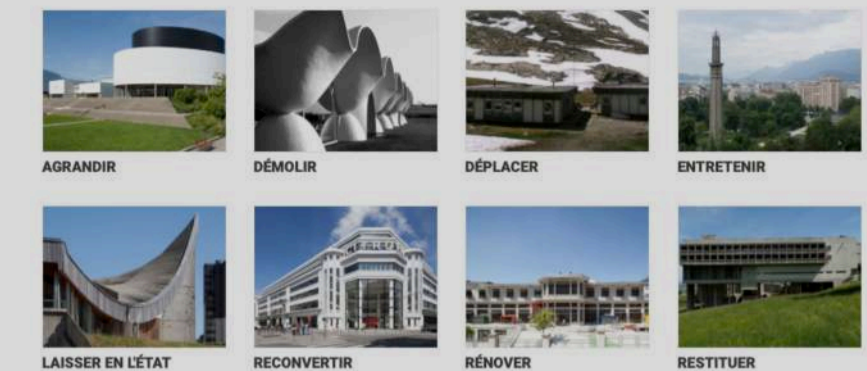 AGRANDIR
DÉMOLIR
DÉPLACER
ENTRETENIR
LAISSER EN L'ÉTAT
RECONVERTIR
RÉNOVER
RESTITUER